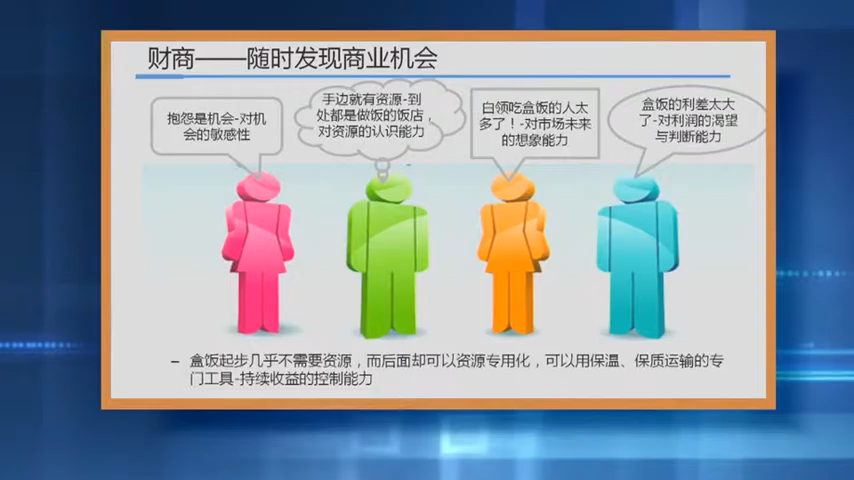 财商——随时发现商业机会
抱怨是机会-对机
会的敏感性
手边就有资源-到
处都是做饭的饭店，
对资源的认识能力
白领吃盒饭的人太
多了！-对市场未来
的想象能力
盒饭的利差太大
了-对利润的渴望
与判断能力
– 盒饭起步几乎不需要资源，而后面却可以资源专用化，可以用保温、保质运输的专
门工具-持续收益的控制能力